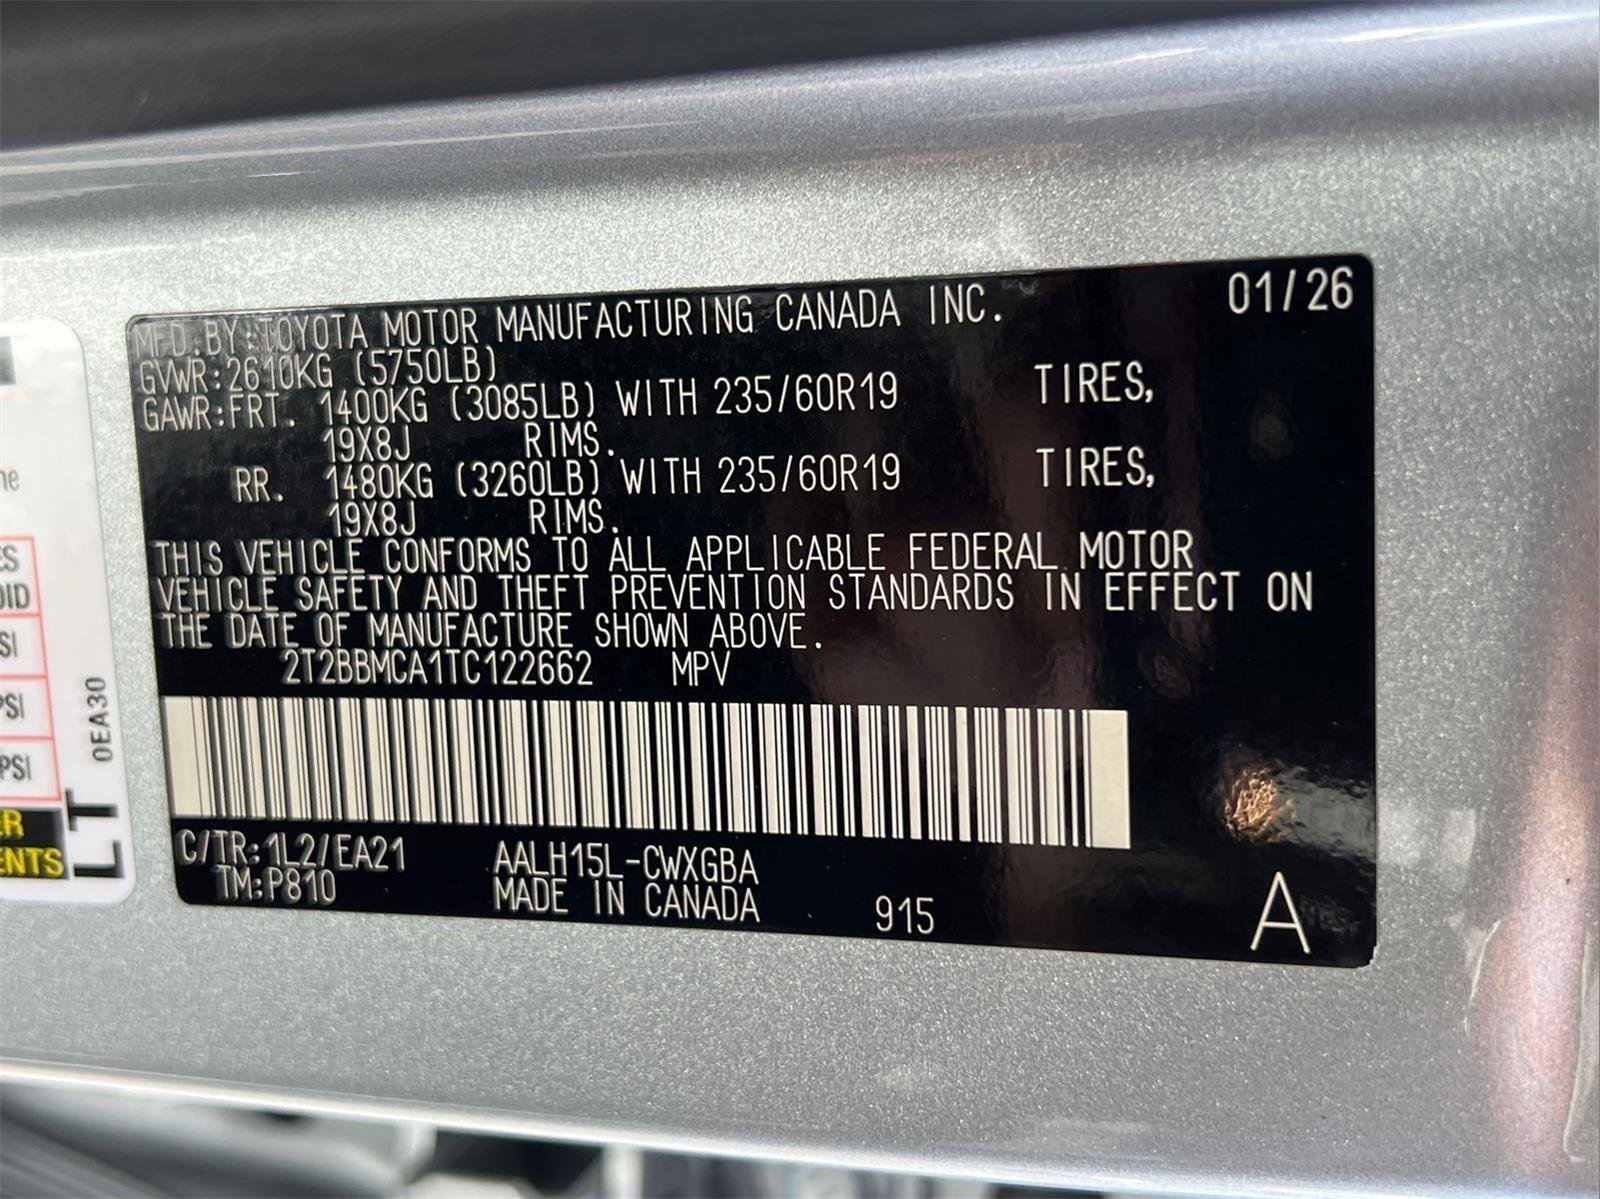 01/26
MFD.BY:TOYOTA MOTOR MANUFACTURING CANADA INC.
GVWR:2610KG (5750LB)
GAWR:FRT. 1400KG (3085LB) WITH 235/60R19 TIRES,
19X8J RIMS.
RR. 1480KG (3260LB) WITH 235/60R19 TIRES,
19X8J RIMS.
THIS VEHICLE CONFORMS TO ALL APPLICABLE FEDERAL MOTOR
VEHICLE SAFETY AND THEFT PREVENTION STANDARDS IN EFFECT ON
THE DATE OF MANUFACTURE SHOWN ABOVE.
2T2BBMCA1TC122662 MPV
C/TR:1L2/EA21 AALH15L-CWXGBA
TM:P810 MADE IN CANADA 915 A
PSI
PSI
0EA30
LT